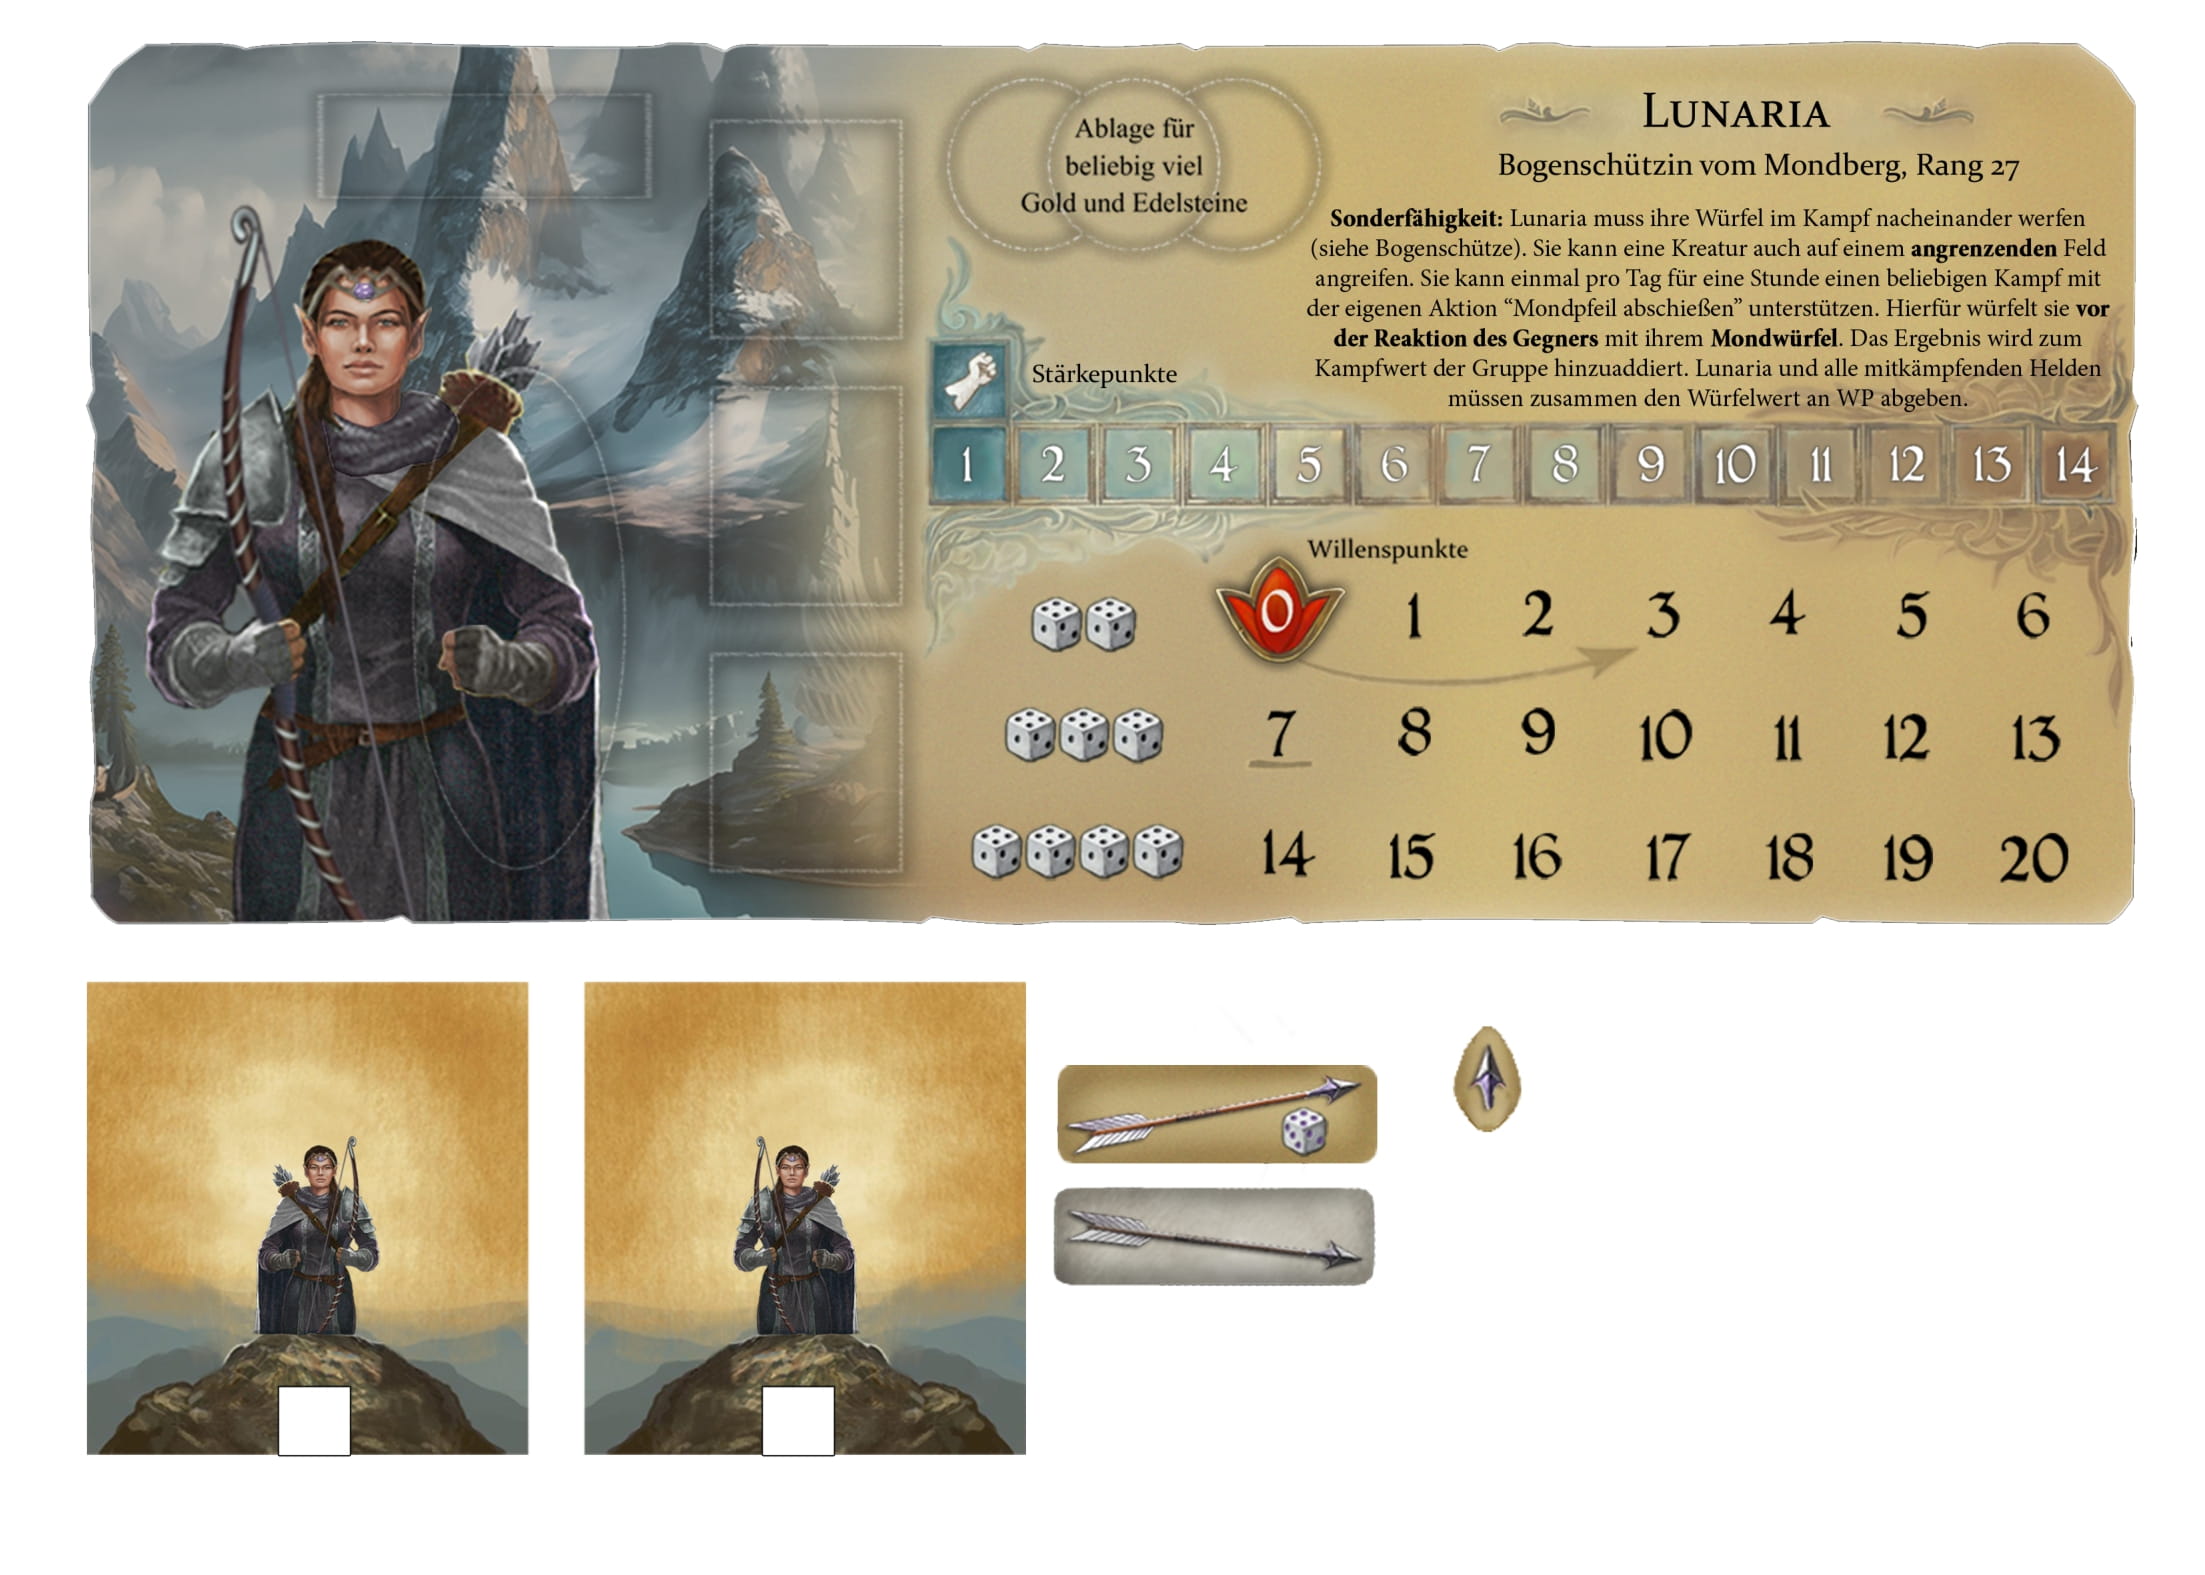 Ablage für
beliebig viel
Gold und Edelsteine
Lunaria
Bogenschützin vom Mondberg, Rang 27
Sonderfähigkeit: Lunaria muss ihre Würfel im Kampf nacheinander werfen
(siehe Bogenschütze). Sie kann eine Kreatur auch auf einem angrenzenden Feld
angreifen. Sie kann einmal pro Tag für eine Stunde einen beliebigen Kampf mit
der eigenen Aktion “Mondpfeil abschießen” unterstützen. Hierfür würfelt sie vor
der Reaktion des Gegners mit ihrem Mondwürfel. Das Ergebnis wird zum
Kampfwert der Gruppe hinzuaddiert. Lunaria und alle mitkämpfenden Helden
müssen zusammen den Würfelwert an WP abgeben.
Stärkepunkte
1 2 3 4 5 6 7 8 9 10 11 12 13 14
Willenspunkte
0 1 2 3 4 5 6
7 8 9 10 11 12 13
14 15 16 17 18 19 20